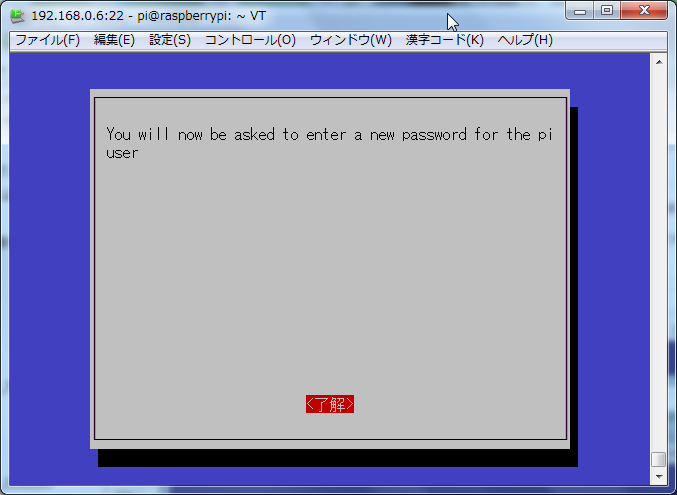 192.168.0.6:22 - pi@raspberrypi: ~ VT
ファイル(F) 編集(E) 設定(S) コントロール(O) ウィンドウ(W) 漢字コード(K) ヘルプ(H)
You will now be asked to enter a new password for the pi
user
<了解>